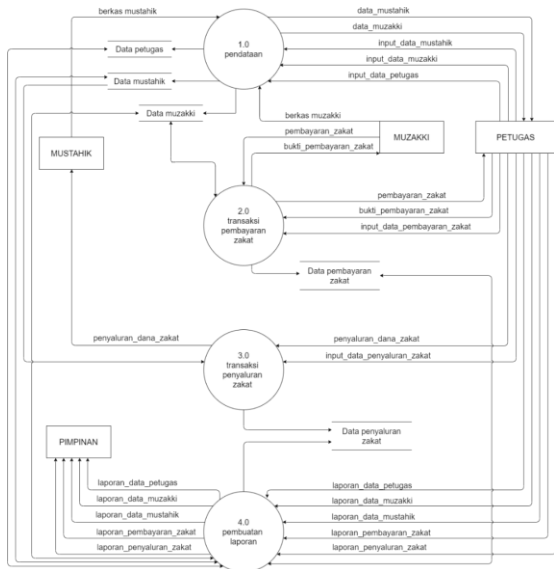 berkas mustahik
1.0
pendataan
data_mustahik
data_muzakki
input_data_mustahik
input_data_muzakki
input_data_petugas
Data petugas
Data mustahik
Data muzakki
berkas muzakki
pembayaran_zakat
bukti_pembayaran_zakat
MUSTAHIK
MUZAKKI
PETUGAS
2.0
transaksi
pembayaran
zakat
pembayaran_zakat
bukti_pembayaran_zakat
input_data_pembayaran_zakat
Data pembayaran
zakat
penyaluran_dana_zakat
3.0
transaksi
penyaluran
zakat
penyaluran_dana_zakat
input_data_penyaluran_zakat
Data penyaluran
zakat
PIMPINAN
laporan_data_petugas
laporan_data_muzakki
laporan_data_mustahik
laporan_pembayaran_zakat
laporan_penyaluran_zakat
4.0
pembuatan
laporan
laporan_data_petugas
laporan_data_muzakki
laporan_data_mustahik
laporan_pembayaran_zakat
laporan_penyaluran_zakat